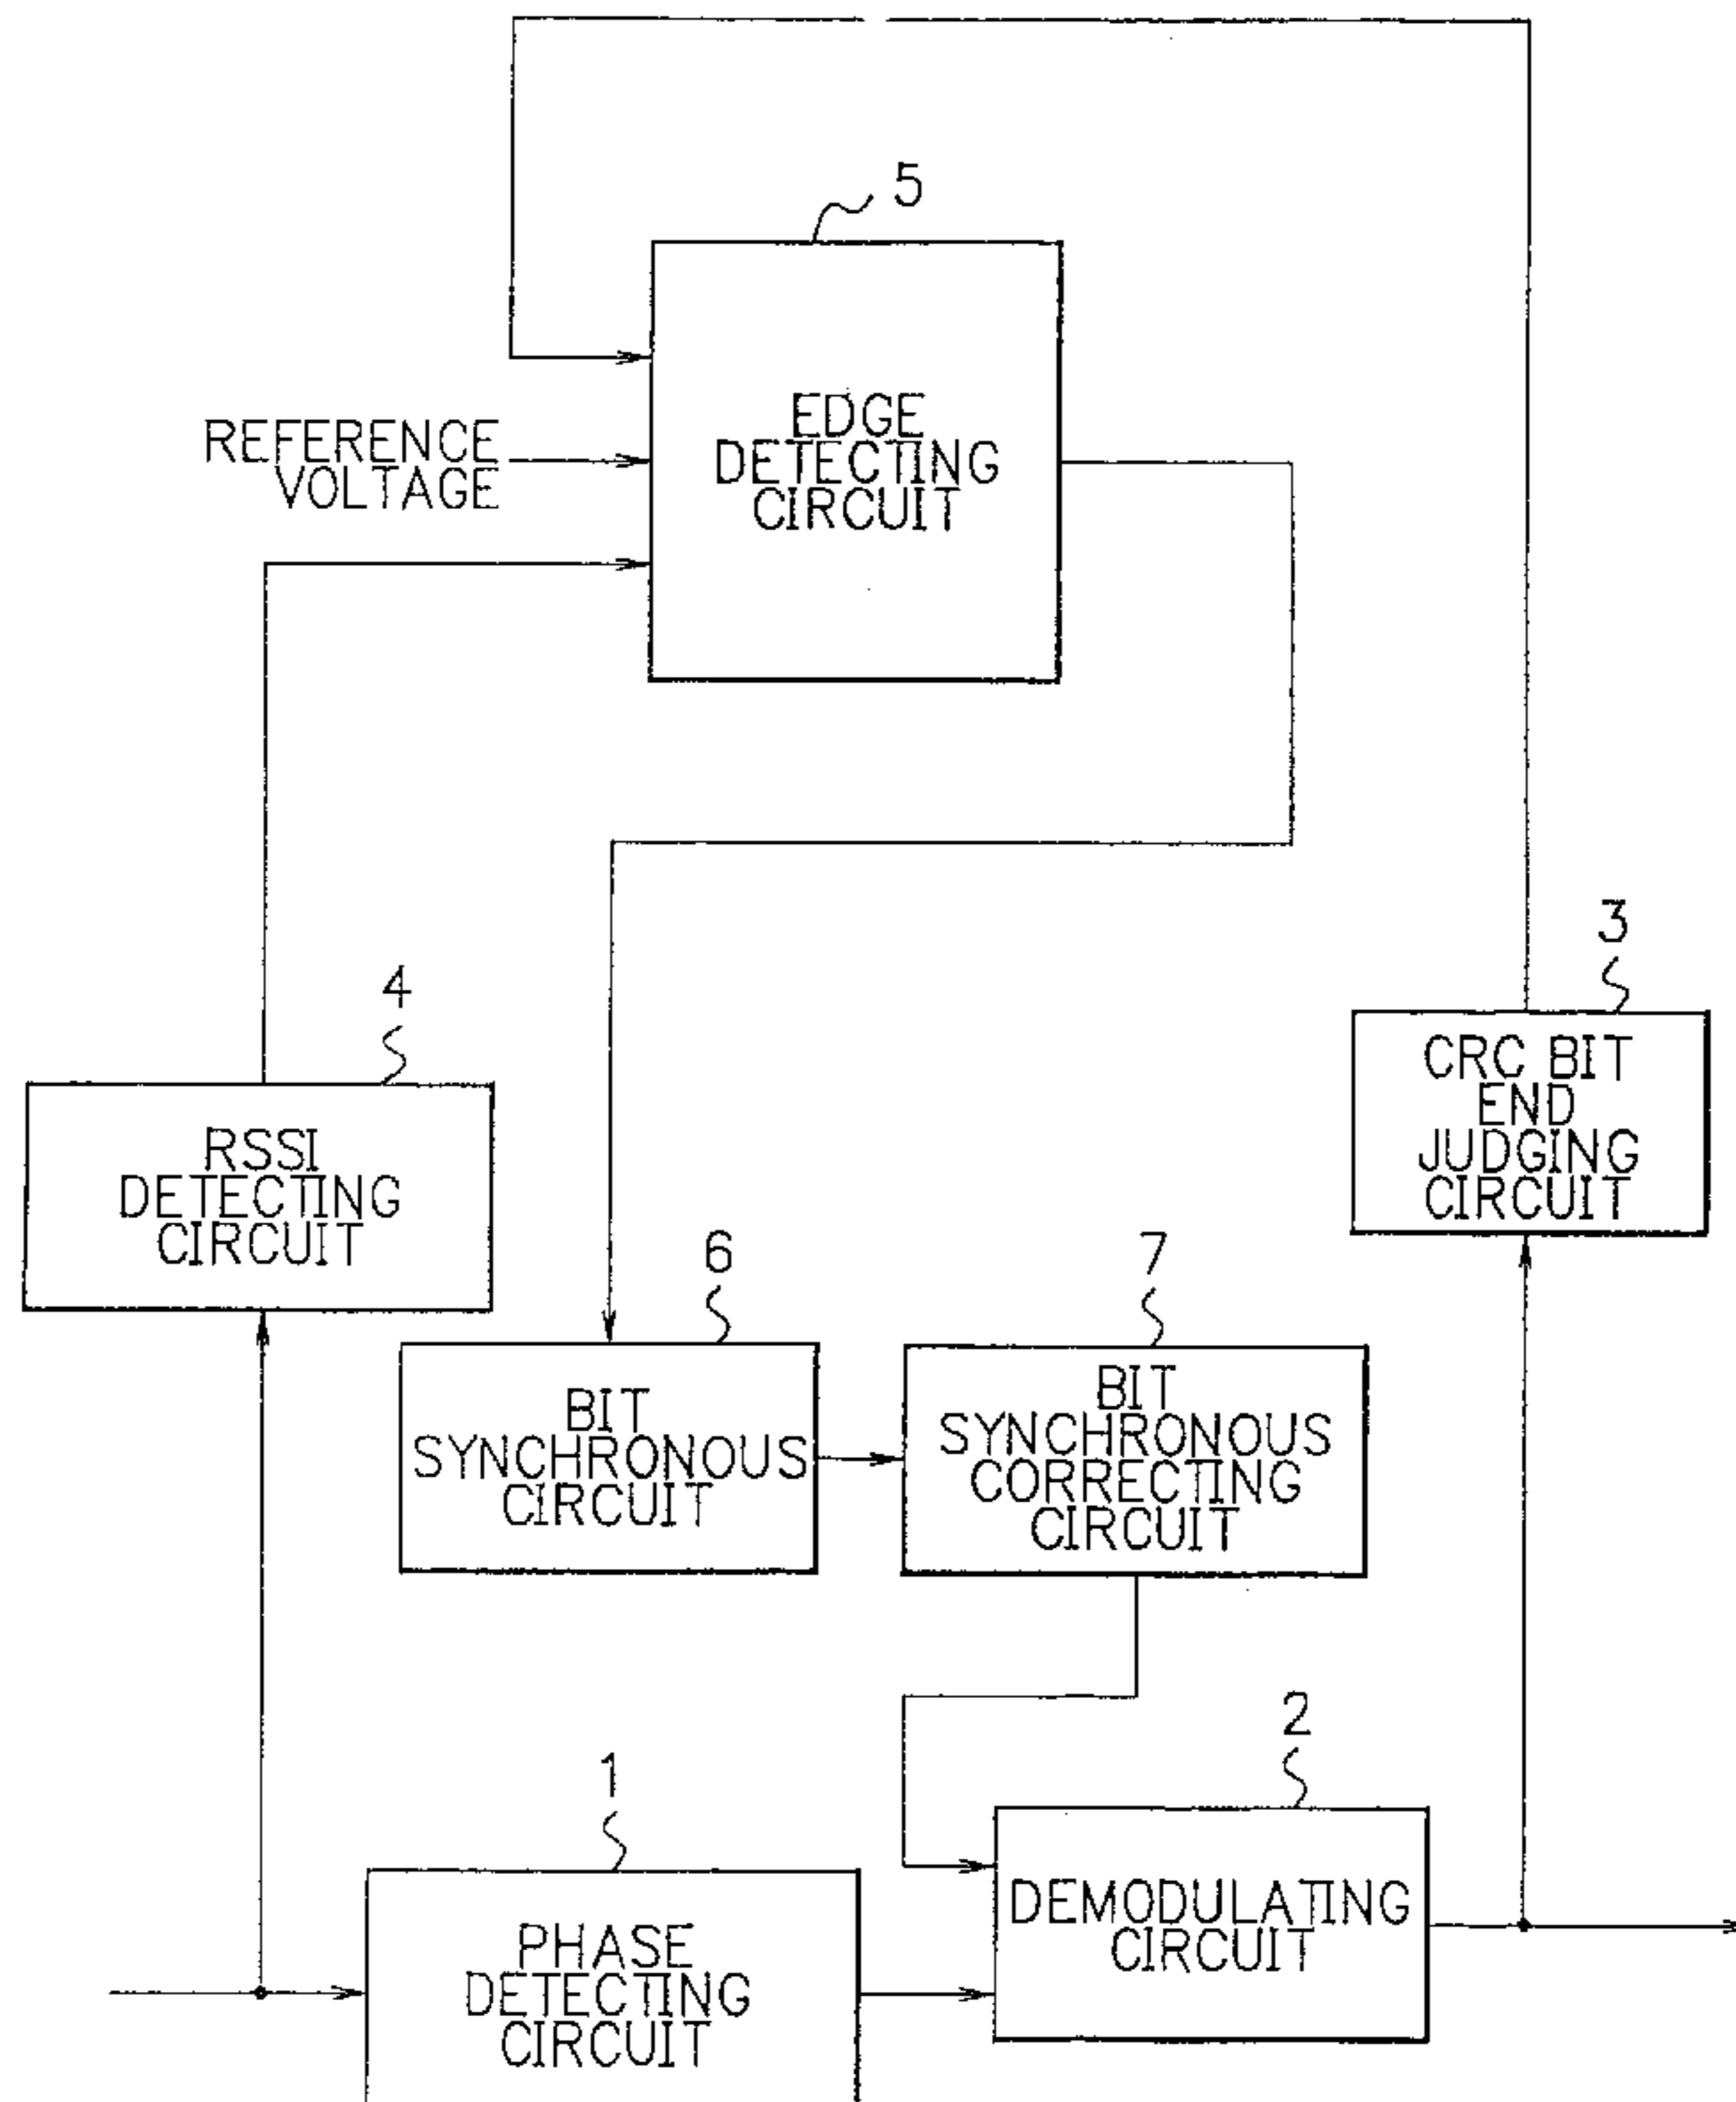 5
EDGE
DETECTING
CIRCUIT
REFERENCE
VOLTAGE
3
CRC BIT
END
JUDGING
CIRCUIT
4
RSSI
DETECTING
CIRCUIT
6
BIT
SYNCHRONOUS
CIRCUIT
7
BIT
SYNCHRONOUS
CORRECTING
CIRCUIT
2
DEMODULATING
CIRCUIT
1
PHASE
DETECTING
CIRCUIT